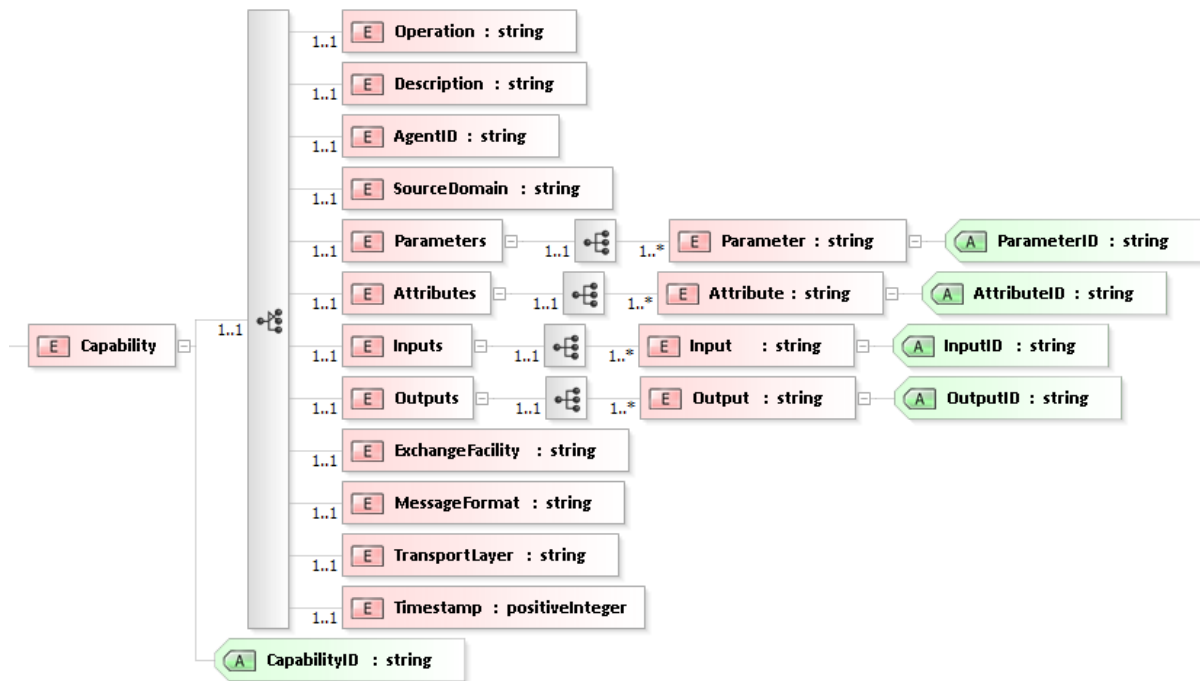 E Operation : string
1..1
E Description : string
1..1
E AgentID : string
1..1
E SourceDomain : string
1..1
E Parameters 1..1 1..* E Parameter : string A ParameterID : string
1..1
E Attributes 1..1 1..* E Attribute : string A AttributeID : string
1..1
E Capability 1..1 E Inputs 1..1 1..* E Input : string A InputID : string
1..1
E Outputs 1..1 1..* E Output : string A OutputID : string
1..1
E ExchangeFacility : string
1..1
E MessageFormat : string
1..1
E TransportLayer : string
1..1
E Timestamp : positiveInteger
1..1
A CapabilityID : string